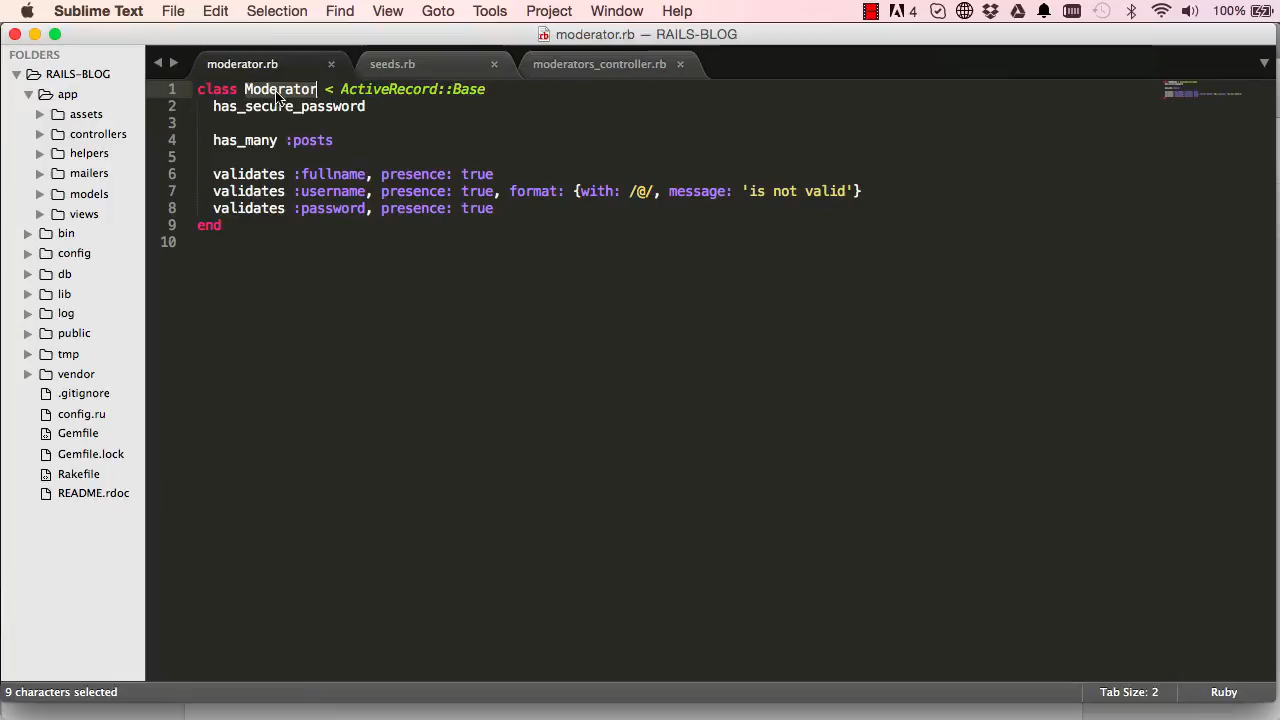 Sublime Text File Edit Selection Find View Goto Tools Project Window Help 4 100%
moderator.rb — RAILS-BLOG
FOLDERS
RAILS-BLOG
app
assets
controllers
helpers
mailers
models
views
bin
config
db
lib
log
public
tmp
vendor
.gitignore
config.ru
Gemfile
Gemfile.lock
Rakefile
README.rdoc
moderator.rb × seeds.rb × moderators_controller.rb ×
1 class Moderator < ActiveRecord::Base
2 has_secure_password
3
4 has_many :posts
5
6 validates :fullname, presence: true
7 validates :username, presence: true, format: {with: /@/, message: 'is not valid'}
8 validates :password, presence: true
9 end
10
9 characters selected Tab Size: 2 Ruby